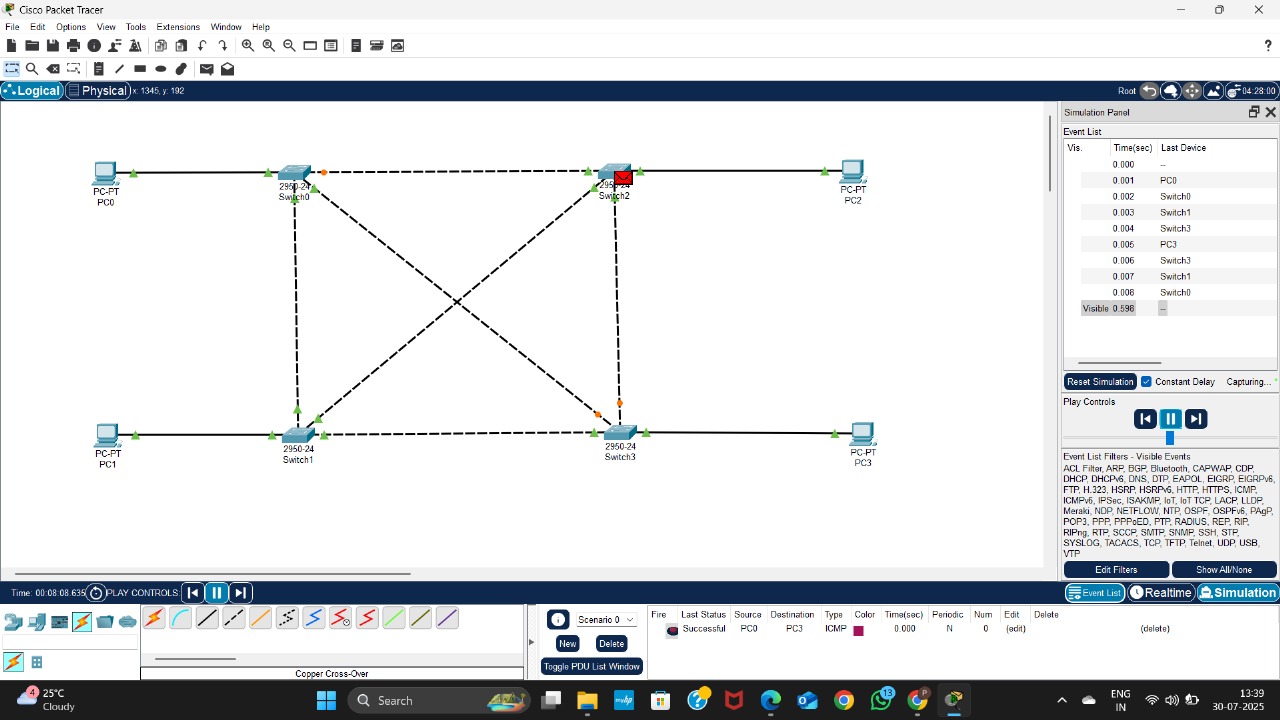 Cisco Packet Tracer
File Edit Options View Tools Extensions Window Help
?
Logical Physical x: 1345, y: 192 Root 04:28:00
PC-PT
PC0
2950-24
Switch0
2950-24
Switch2
PC-PT
PC2
PC-PT
PC1
2950-24
Switch1
2950-24
Switch3
PC-PT
PC3
Simulation Panel
Event List
Vis. Time(sec) Last Device
0.000 --
0.001 PC0
0.002 Switch0
0.003 Switch1
0.004 Switch3
0.005 PC3
0.006 Switch3
0.007 Switch1
0.008 Switch0
Visible 0.598 --
Reset Simulation Constant Delay Capturing...
Play Controls
Event List Filters - Visible Events
ACL Filter, ARP, BGP, Bluetooth, CAPWAP, CDP,
DHCP, DHCPv6, DNS, DTP, EAPOL, EIGRP, EIGRPv6,
FTP, H.323, HSRP, HSRPv6, HTTP, HTTPS, ICMP,
ICMPv6, IPSec, ISAKMP, IoT, IoT TCP, LACP, LLDP,
Meraki, NDP, NETFLOW, NTP, OSPF, OSPFv6, PAgP,
POP3, PPP, PPPoED, PTP, RADIUS, REP, RIP,
RIPng, RTP, SCCP, SMTP, SNMP, SSH, STP,
SYSLOG, TACACS, TCP, TFTP, Telnet, UDP, USB,
VTP
Edit Filters Show All/None
Time: 00:08:08.635 PLAY CONTROLS: Event List Realtime Simulation
Scenario 0
New Delete
Toggle PDU List Window
Copper Cross-Over
Fire Last Status Source Destination Type Color Time(sec) Periodic Num Edit Delete
Successful PC0 PC3 ICMP 0.000 N 0 (edit) (delete)
4
25°C
Cloudy
Search
myhp
13
P
ENG
IN
13:39
30-07-2025